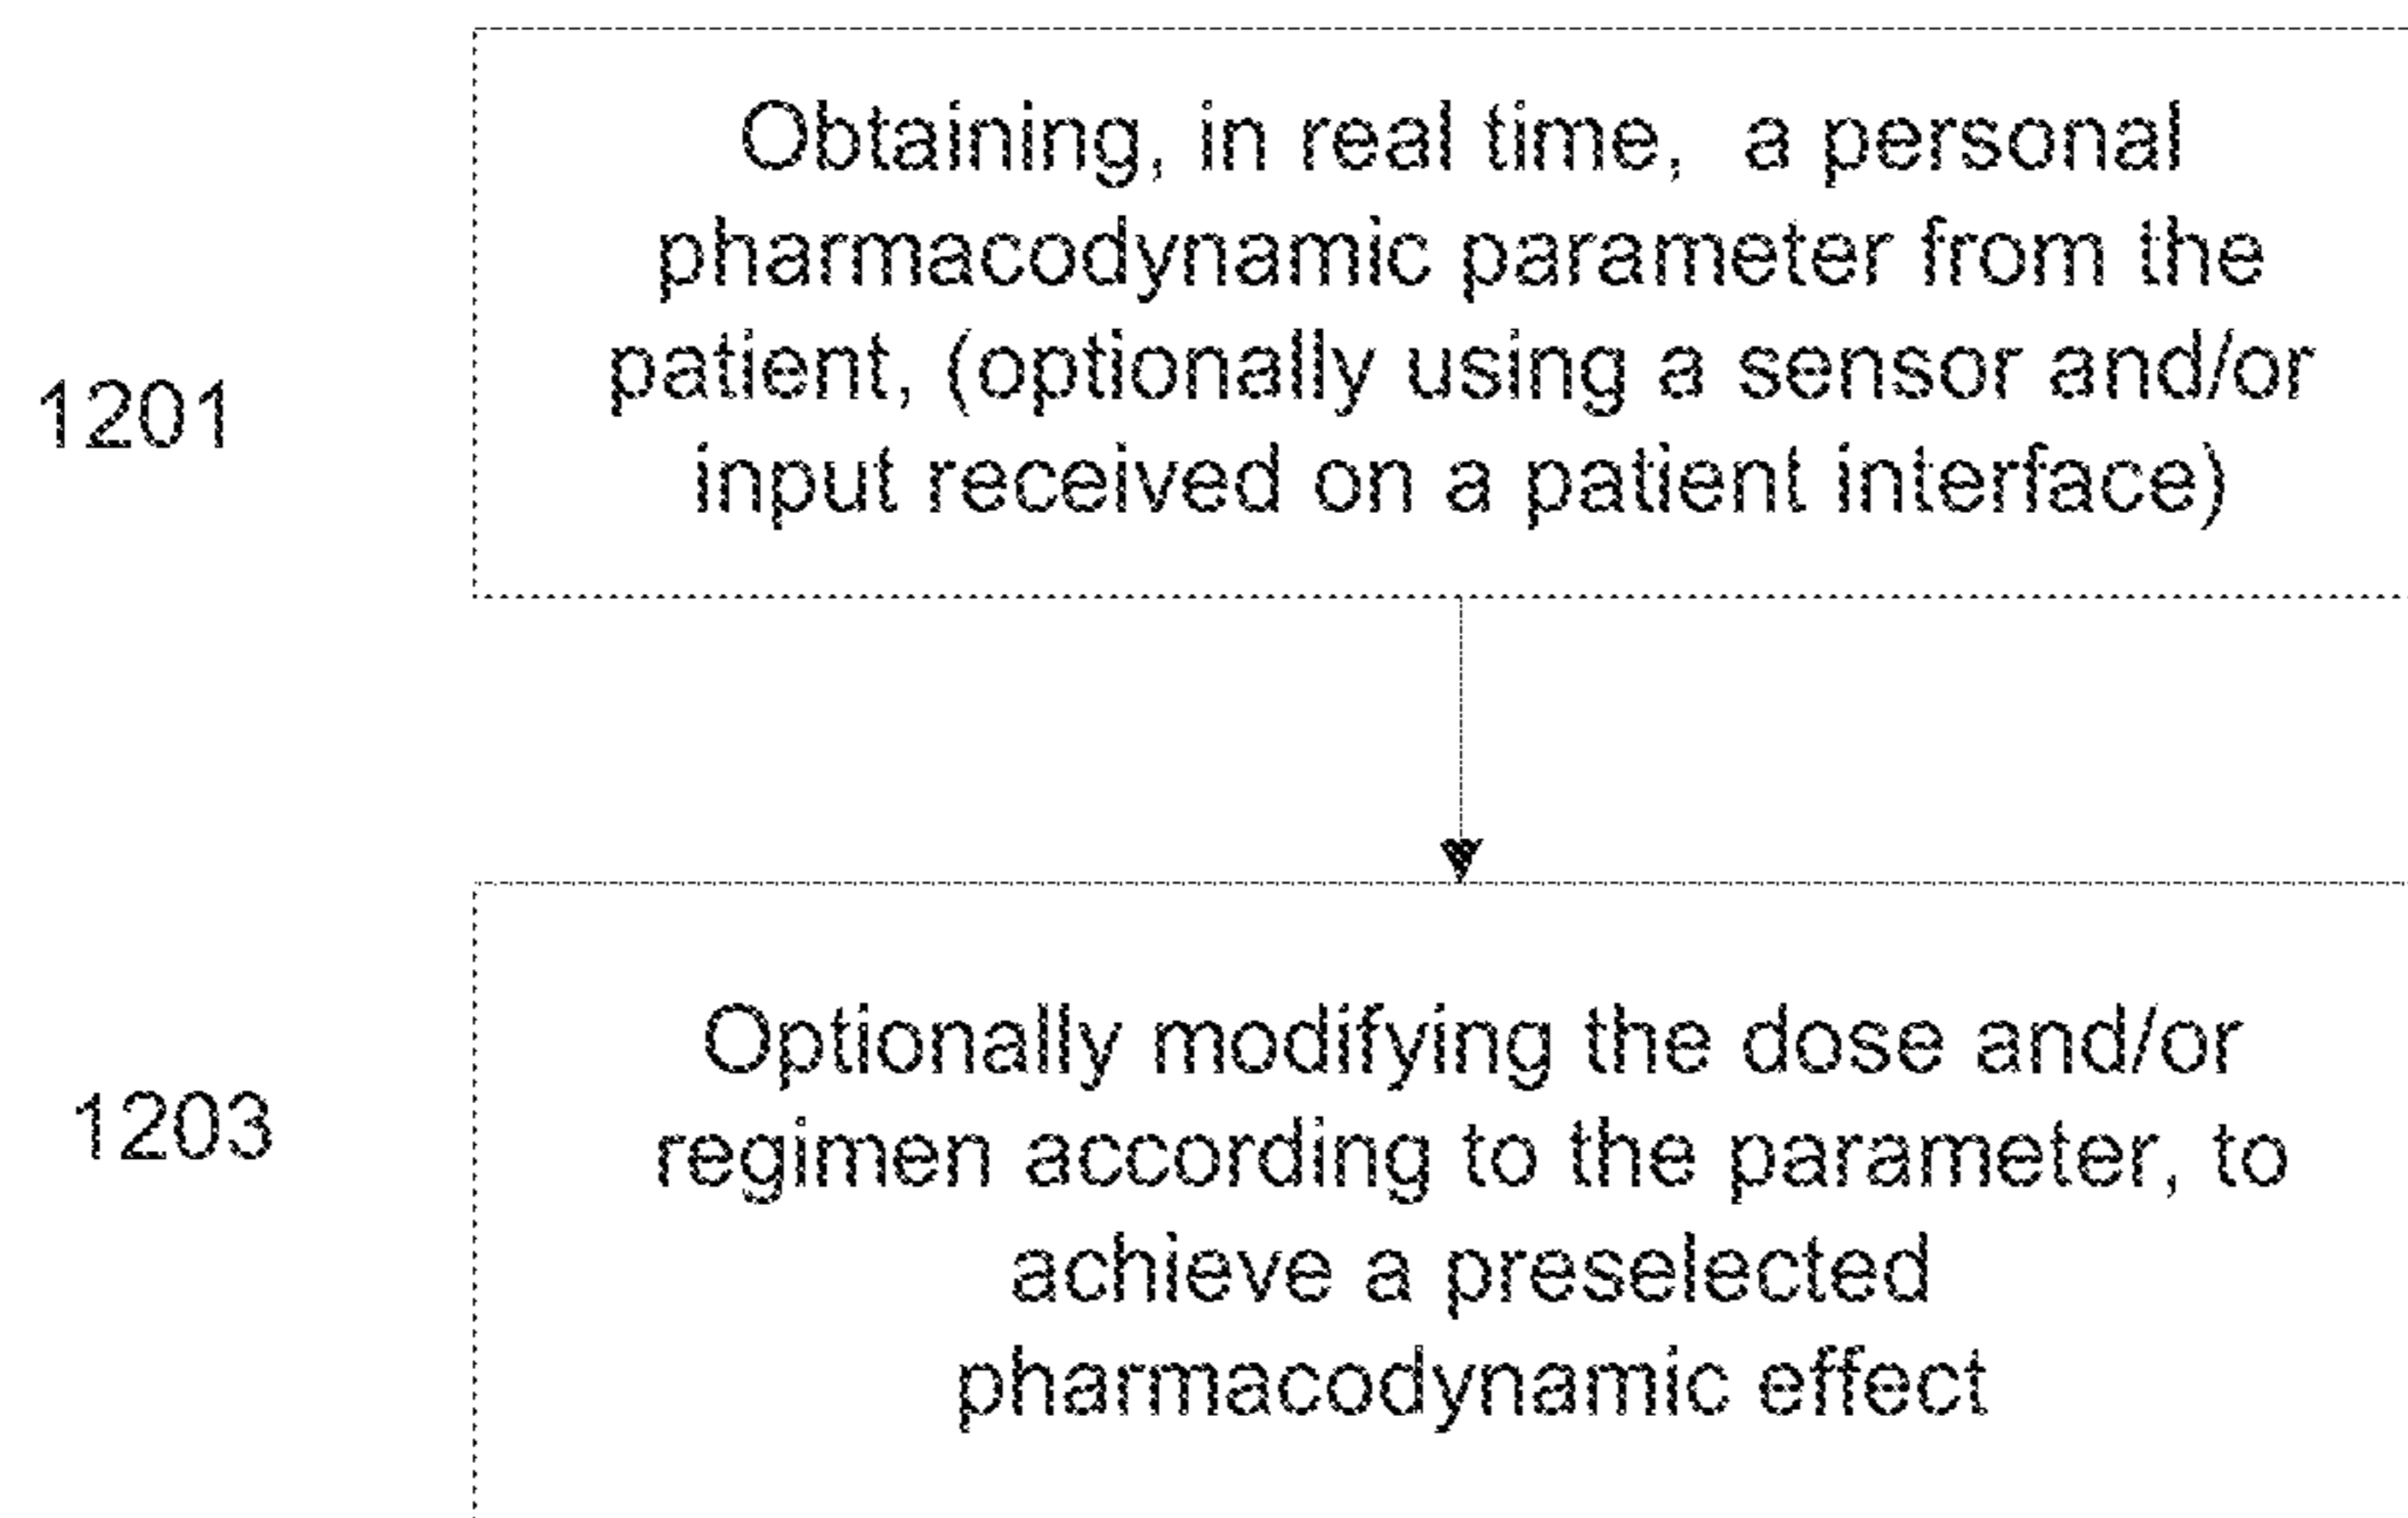 Obtaining, in real time, a personal
pharmacodynamic parameter from the
patient, (optionally using a sensor and/or
1201
input received on a patient interface)
Optionally modifying the dose and/or
1203
regimen according to the parameter, to
achieve a preselected
pharmacodynamic effect